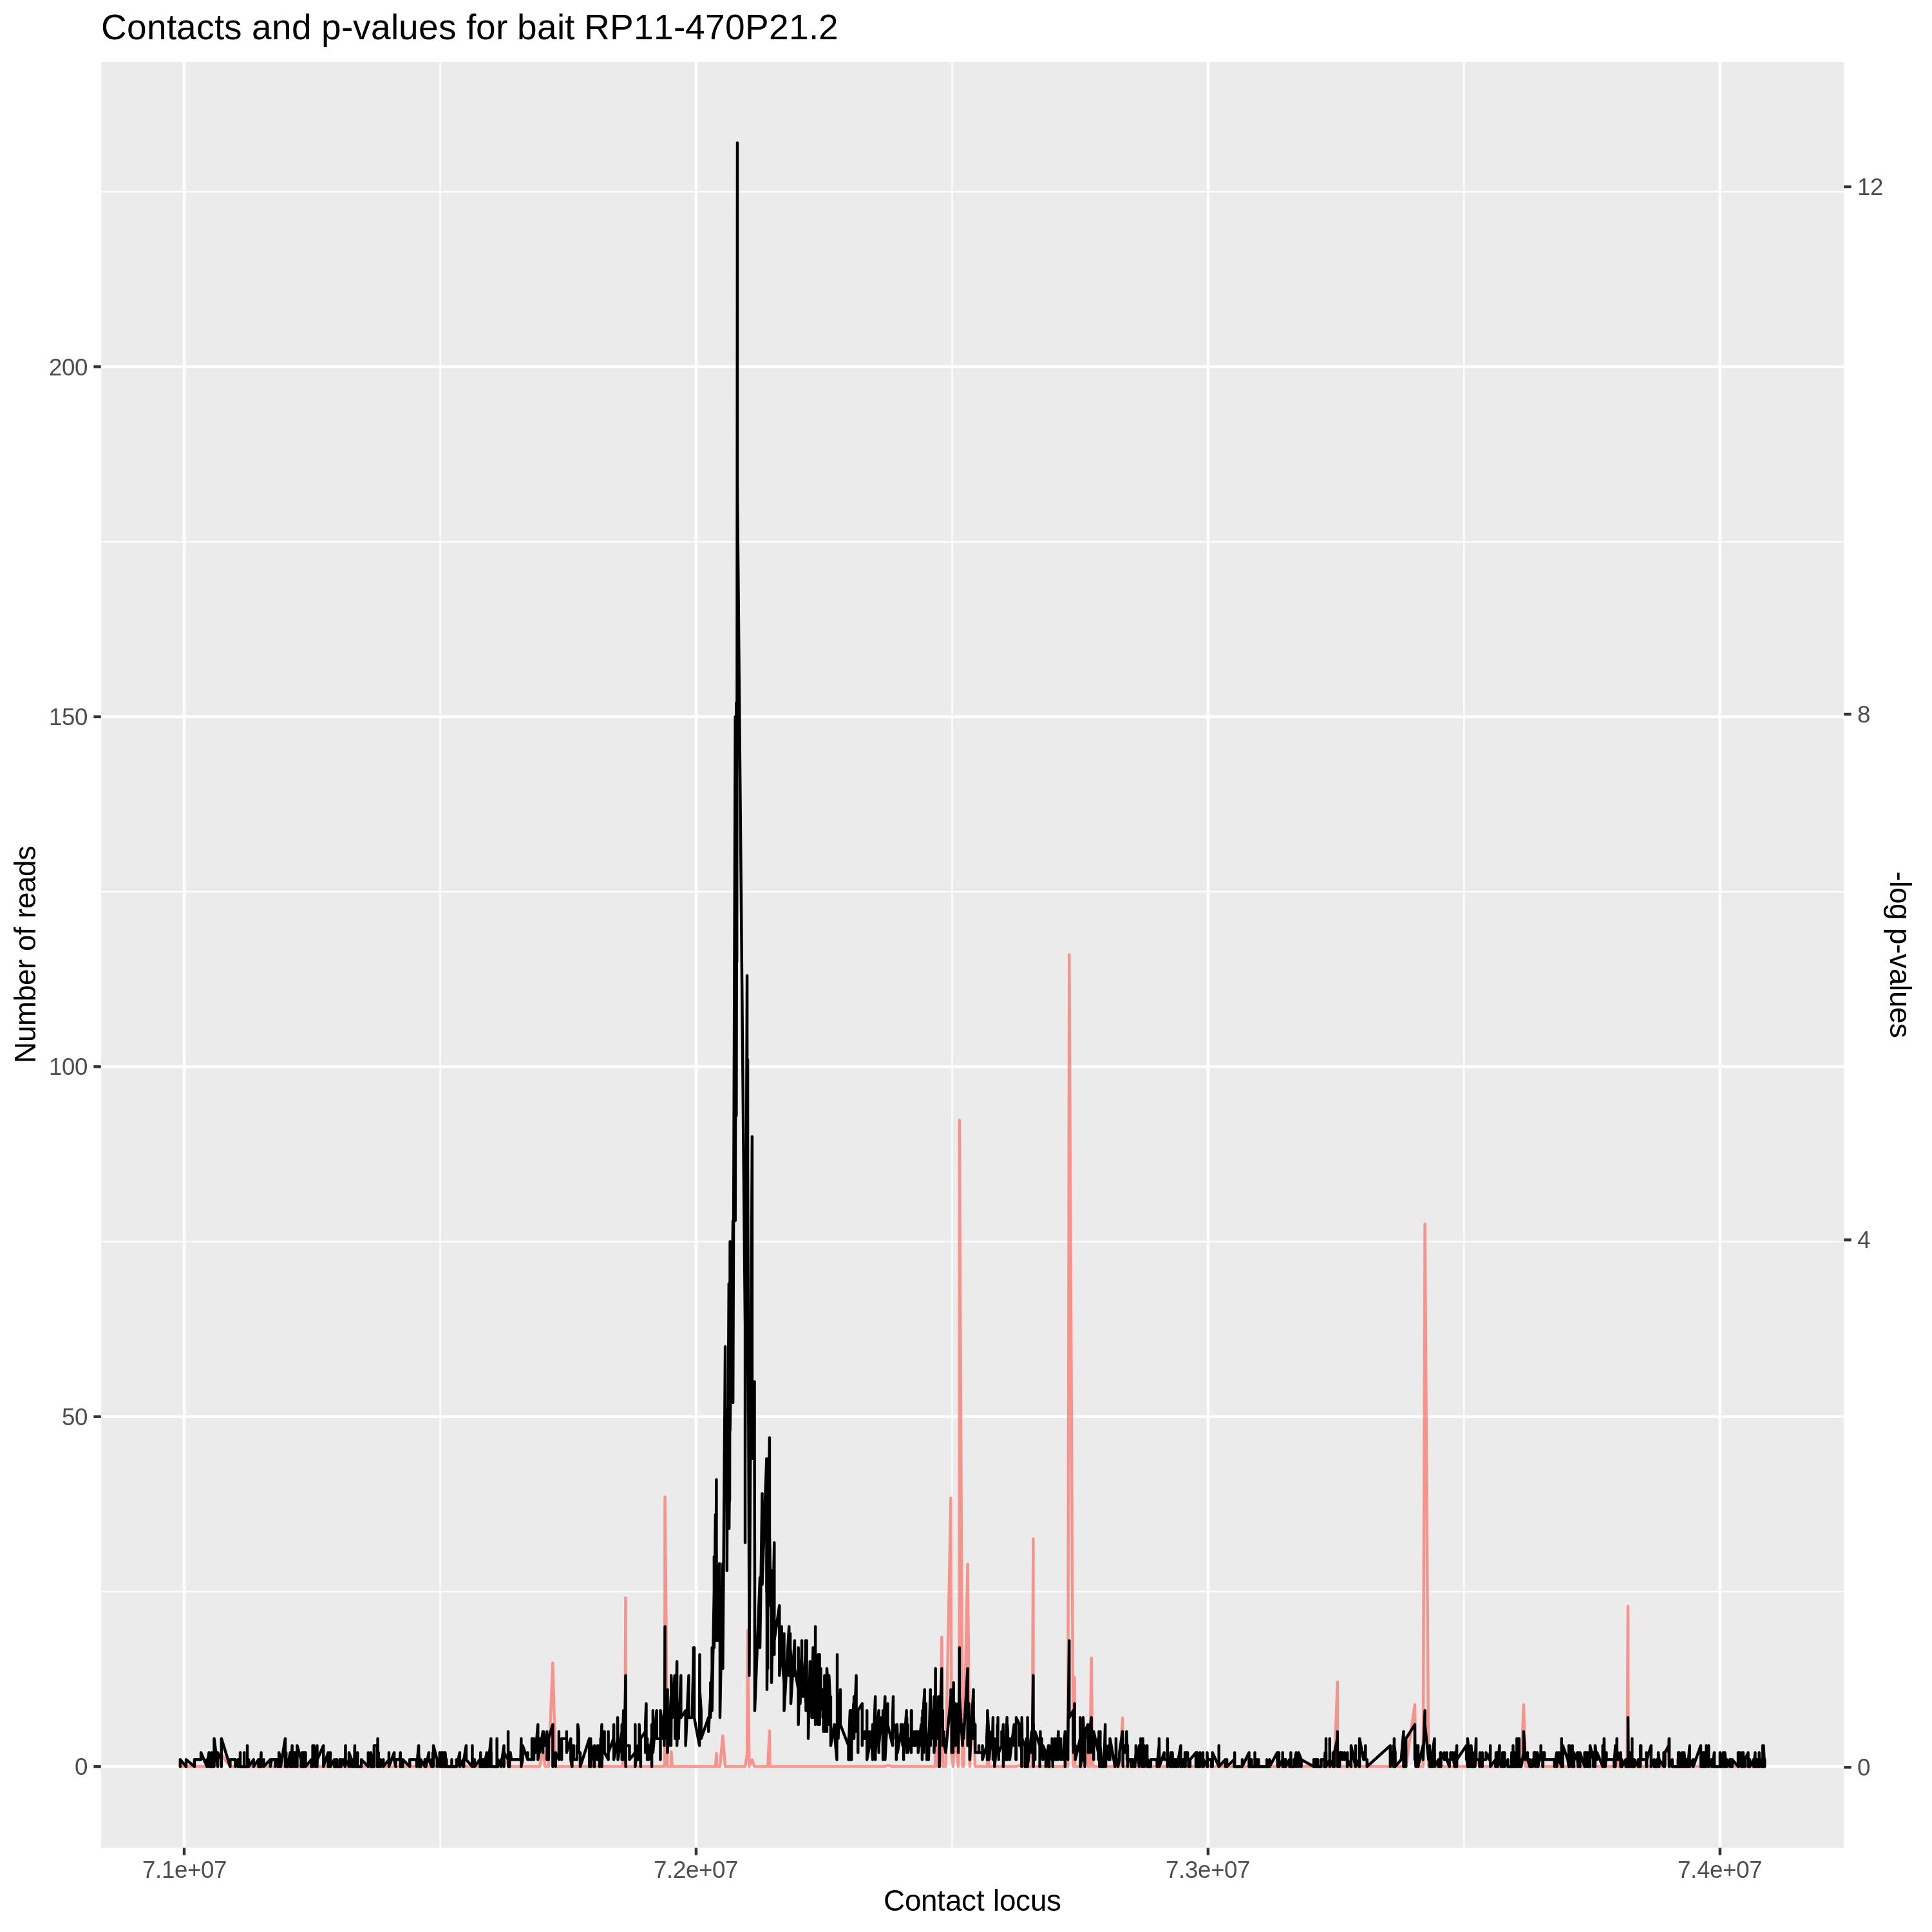 Contacts and p-values for bait RP11-470P21.2
Number of reads
200
150
100
50
0
12
8
4
0
-log p-values
7.1e+07 7.2e+07 7.3e+07 7.4e+07
Contact locus